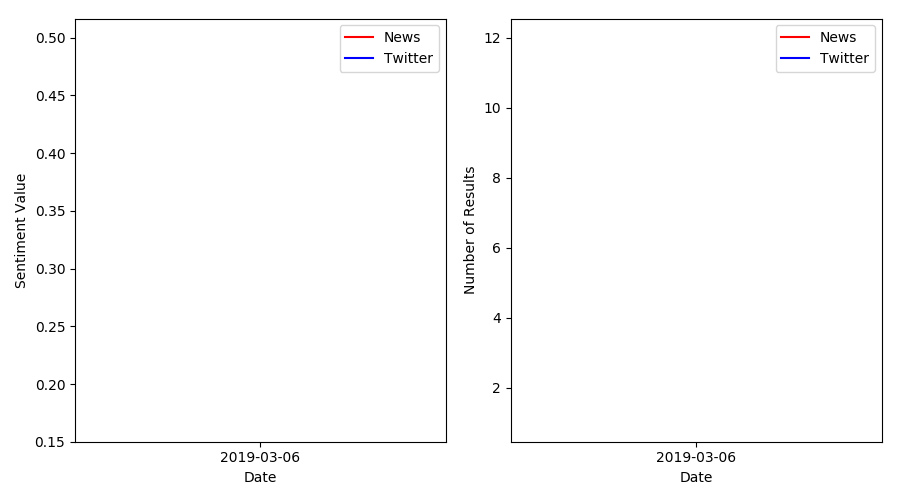 0.50
0.45
0.40
0.35
0.30
0.25
0.20
0.15
Sentiment Value
News
Twitter
2019-03-06
Date
12
10
8
6
4
2
Number of Results
News
Twitter
2019-03-06
Date